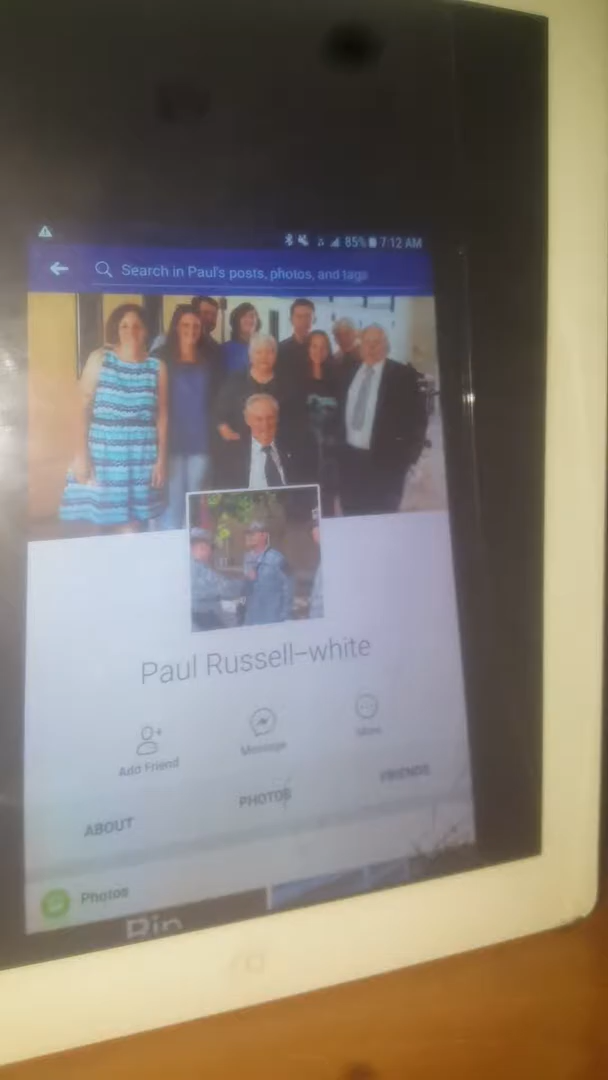 85% 7:12 AM
Search in Paul's posts, photos, and tags
Paul Russell-white
Add Friend
Message
More
ABOUT
PHOTOS
FRIENDS
Photos